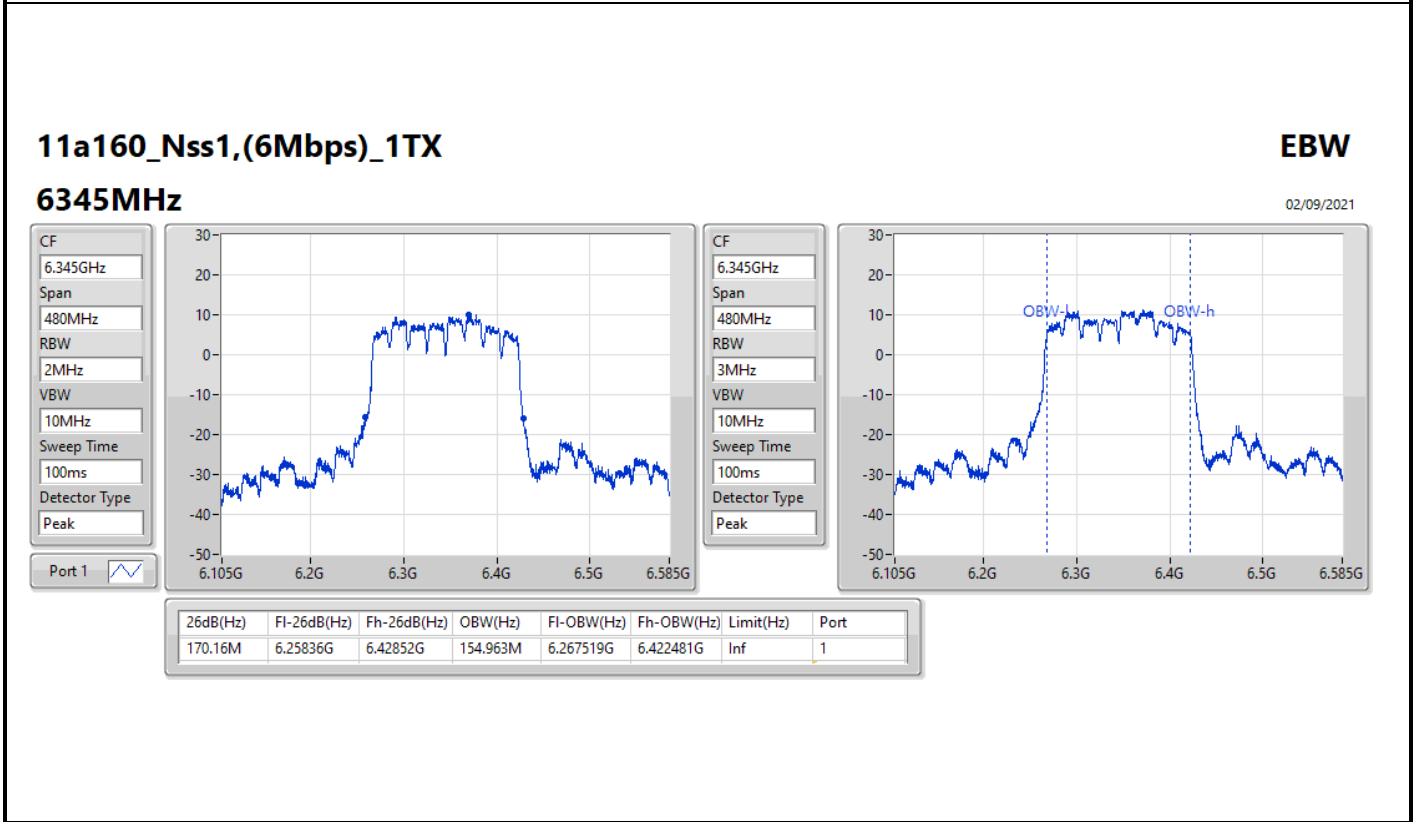 11a160_Nss1,(6Mbps)_1TX
EBW
6345MHz
02/09/2021
CF
6.345GHz
Span
480MHz
RBW
2MHz
VBW
10MHz
Sweep Time
100ms
Detector Type
Peak
Port 1
30
20
10
0
-10
-20
-30
-40
-50
6.105G 6.2G 6.3G 6.4G 6.5G 6.585G
CF
6.345GHz
Span
480MHz
RBW
3MHz
VBW
10MHz
Sweep Time
100ms
Detector Type
Peak
30
20
10
0
-10
-20
-30
-40
-50
OBW-l OBW-h
6.105G 6.2G 6.3G 6.4G 6.5G 6.585G
26dB(Hz) Fl-26dB(Hz) Fh-26dB(Hz) OBW(Hz) Fl-OBW(Hz) Fh-OBW(Hz) Limit(Hz) Port
170.16M 6.25836G 6.42852G 154.963M 6.267519G 6.422481G Inf 1